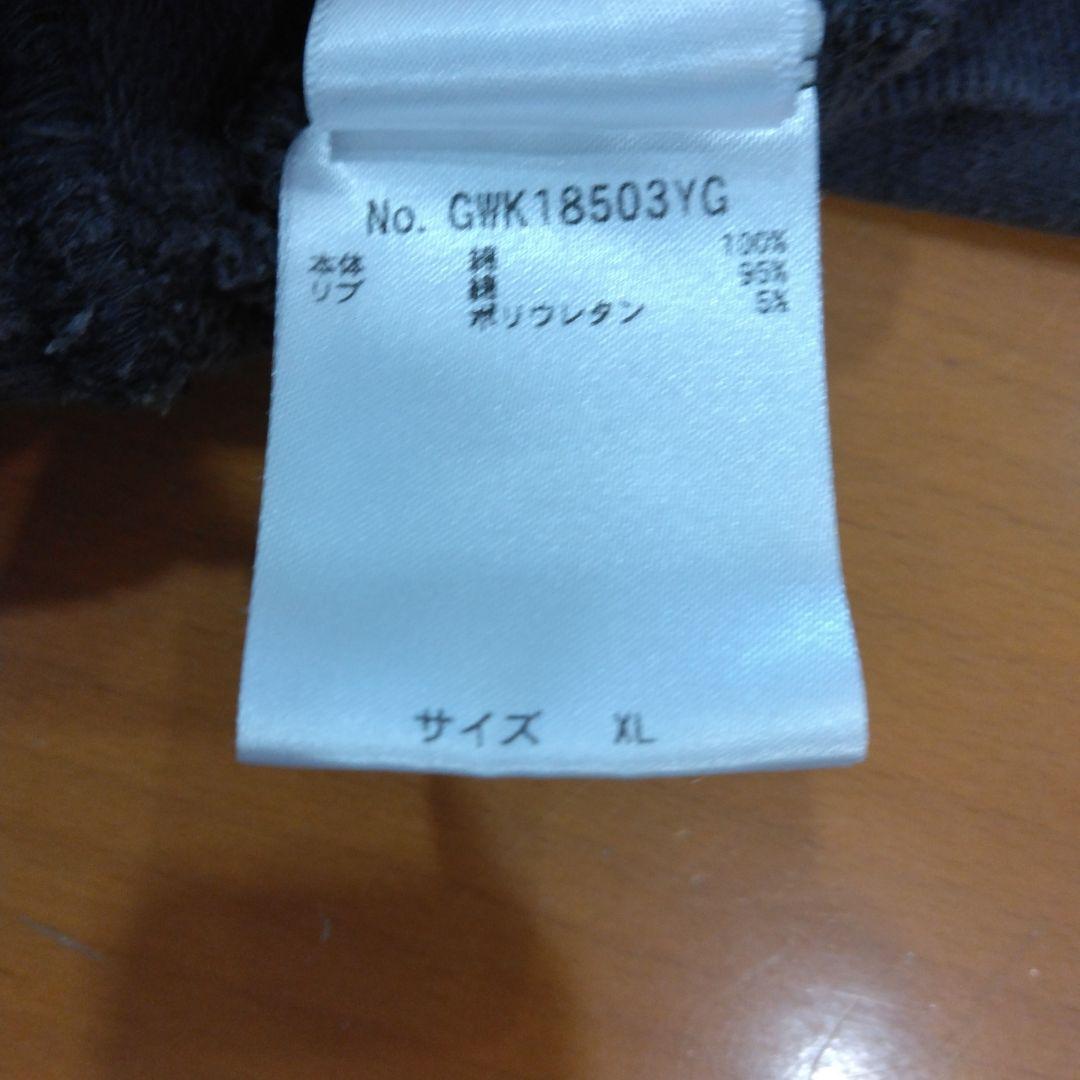 No. GWK18503YG
本体 綿 100%
リブ 綿 95%
ポリウレタン 5%
サイズ XL